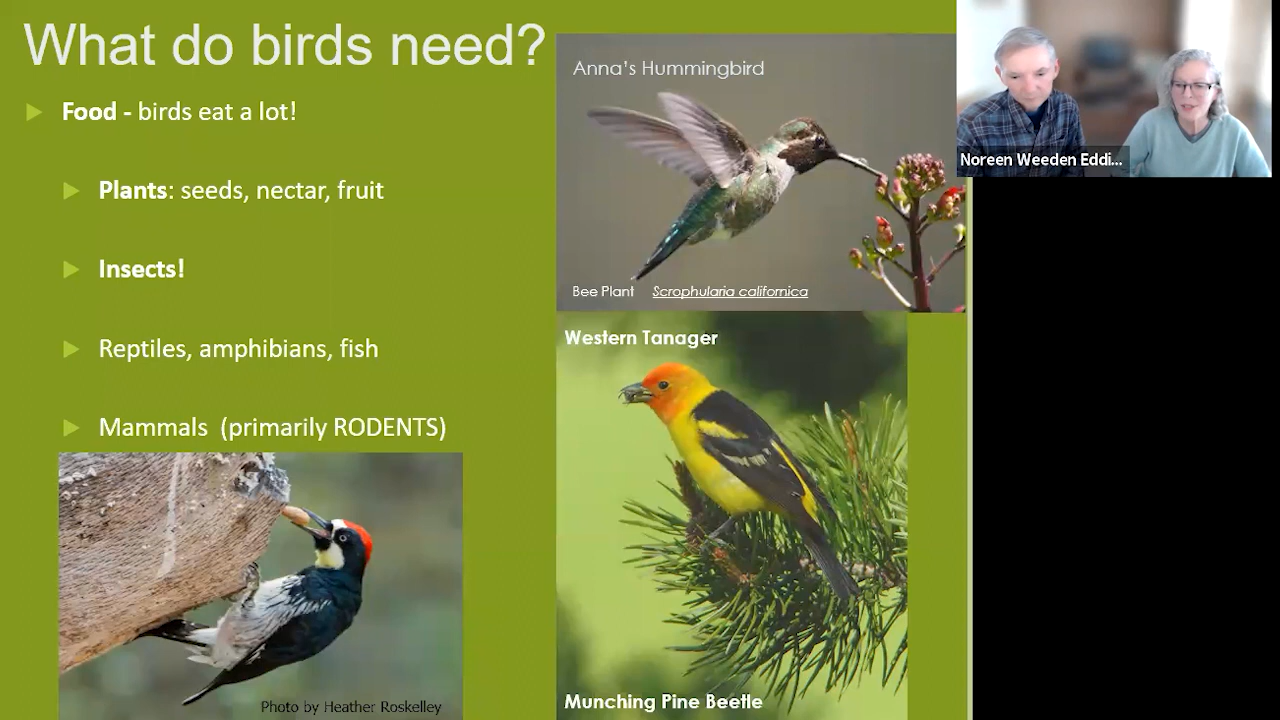 What do birds need?
Food - birds eat a lot!
Plants: seeds, nectar, fruit
Insects!
Reptiles, amphibians, fish
Mammals (primarily RODENTS)
Photo by Heather Roskelley
Anna's Hummingbird
Bee Plant Scrophularia californica
Western Tanager
Munching Pine Beetle
Noreen Weeden Eddi...